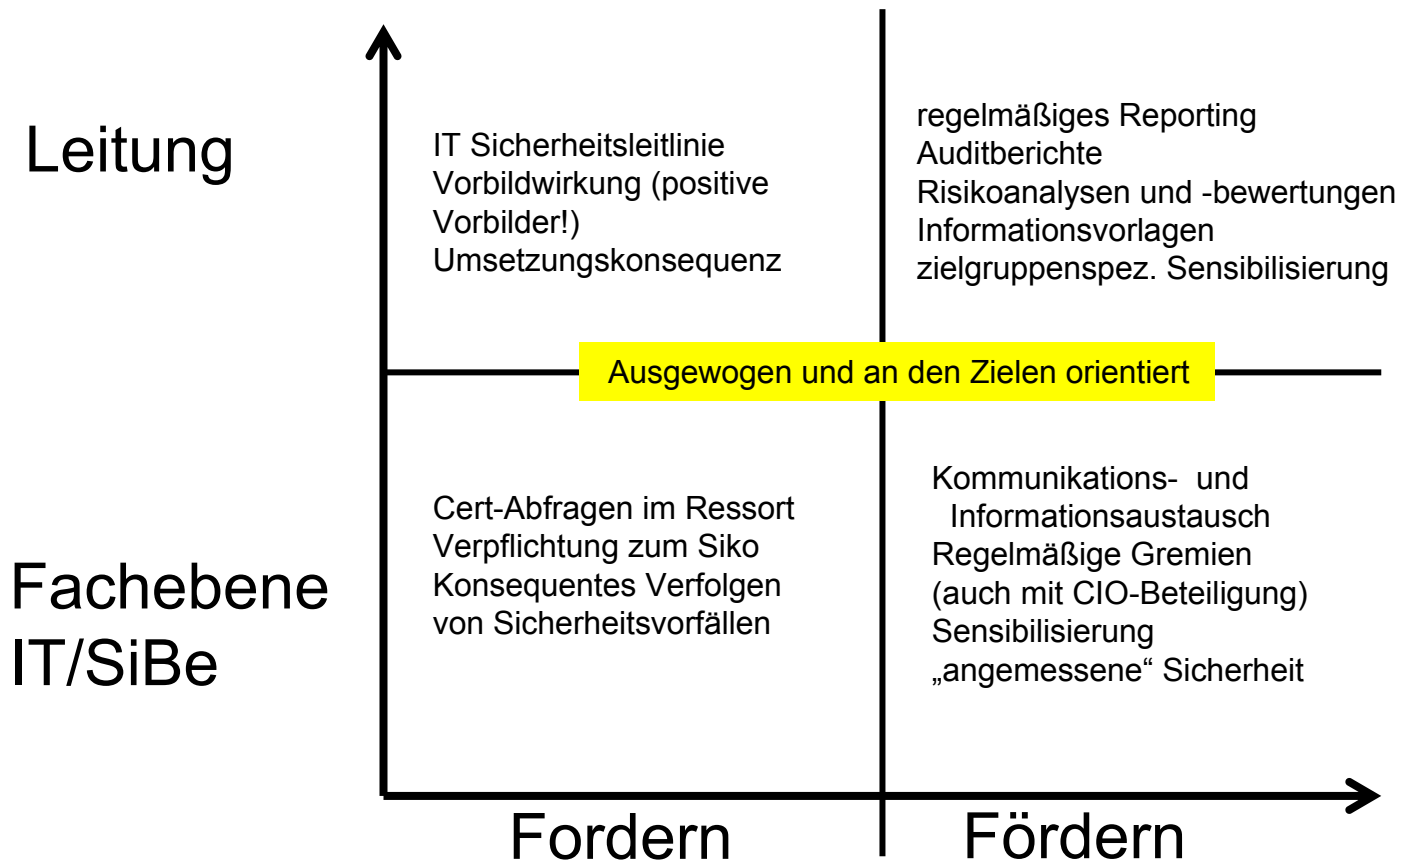 Leitung
IT Sicherheitsleitlinie
Vorbildwirkung (positive
Vorbilder!)
Umsetzungskonsequenz
regelmäßiges Reporting
Auditberichte
Risikoanalysen und -bewertungen
Informationsvorlagen
zielgruppenspez. Sensibilisierung
Ausgewogen und an den Zielen orientiert
Fachebene
IT/SiBe
Cert-Abfragen im Ressort
Verpflichtung zum Siko
Konsequentes Verfolgen
von Sicherheitsvorfällen
Kommunikations-  und
Informationsaustausch
Regelmäßige Gremien
(auch mit CIO-Beteiligung)
Sensibilisierung
„angemessene“ Sicherheit
Fordern
Fördern